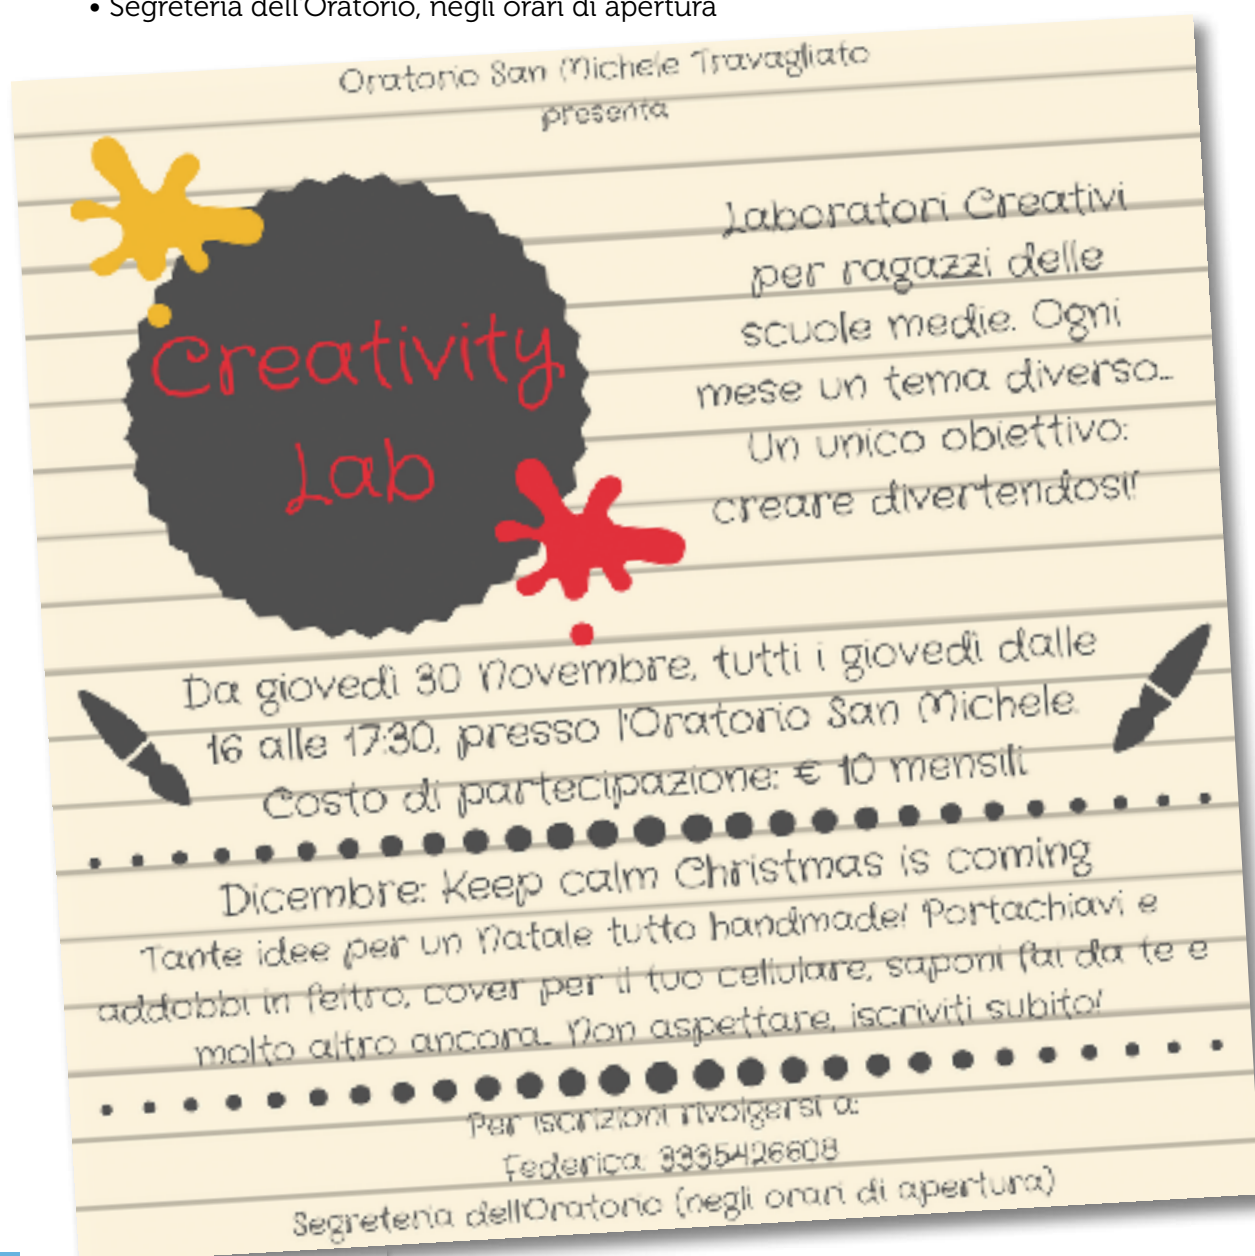 • Segreteria dell'Oratorio, negli orari di apertura
Oratorio San Michele Travagliato
presenta
Creativity
Lab
Laboratori Creativi
per ragazzi delle
scuole medie. Ogni
mese un tema diverso...
Un unico obiettivo:
creare divertendosi!
Da giovedì 30 Novembre, tutti i giovedì dalle
16 alle 17:30, presso l'Oratorio San Michele.
Costo di partecipazione: € 10 mensili
Dicembre: Keep calm Christmas is coming
Tante idee per un Natale tutto handmade! Portachiavi e
addobbi in feltro, cover per il tuo cellulare, saponi fai da te e
molto altro ancora... Non aspettare, iscriviti subito!
Per iscrizioni rivolgersi a:
Federica: 3335426608
Segreteria dell'Oratorio (negli orari di apertura)